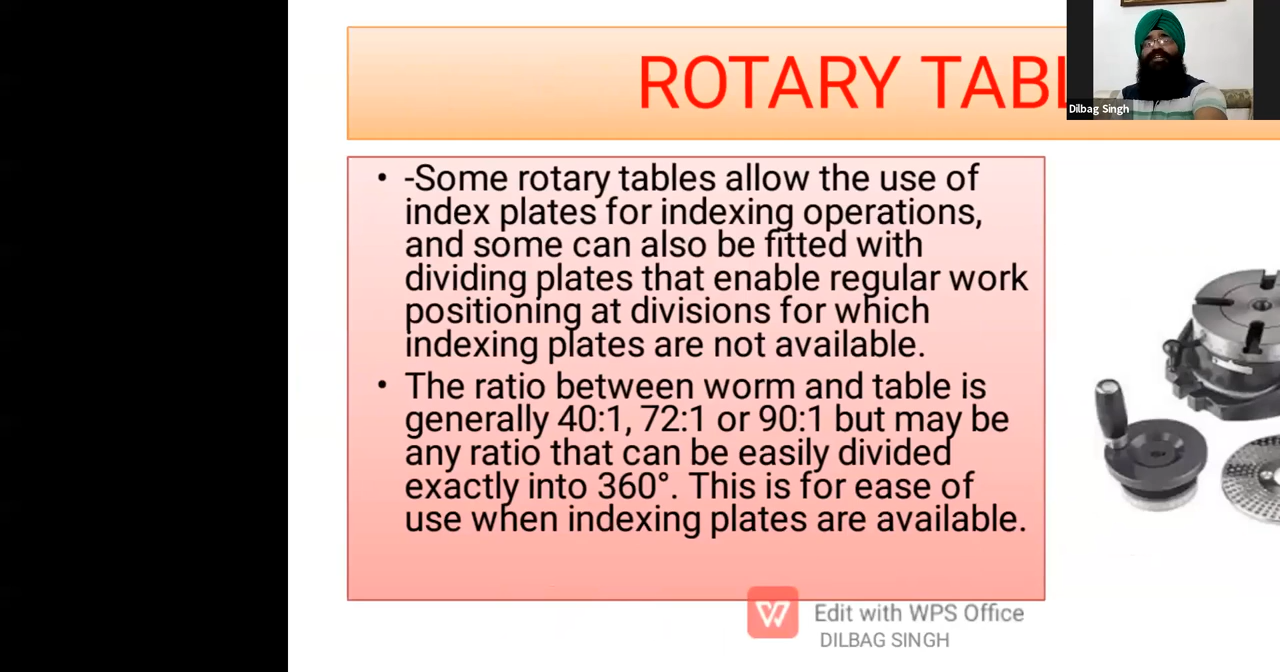 ROTARY TABL
Dilbag Singh
• -Some rotary tables allow the use of
index plates for indexing operations,
and some can also be fitted with
dividing plates that enable regular work
positioning at divisions for which
indexing plates are not available.
• The ratio between worm and table is
generally 40:1, 72:1 or 90:1 but may be
any ratio that can be easily divided
exactly into 360°. This is for ease of
use when indexing plates are available.
Edit with WPS Office
DILBAG SINGH